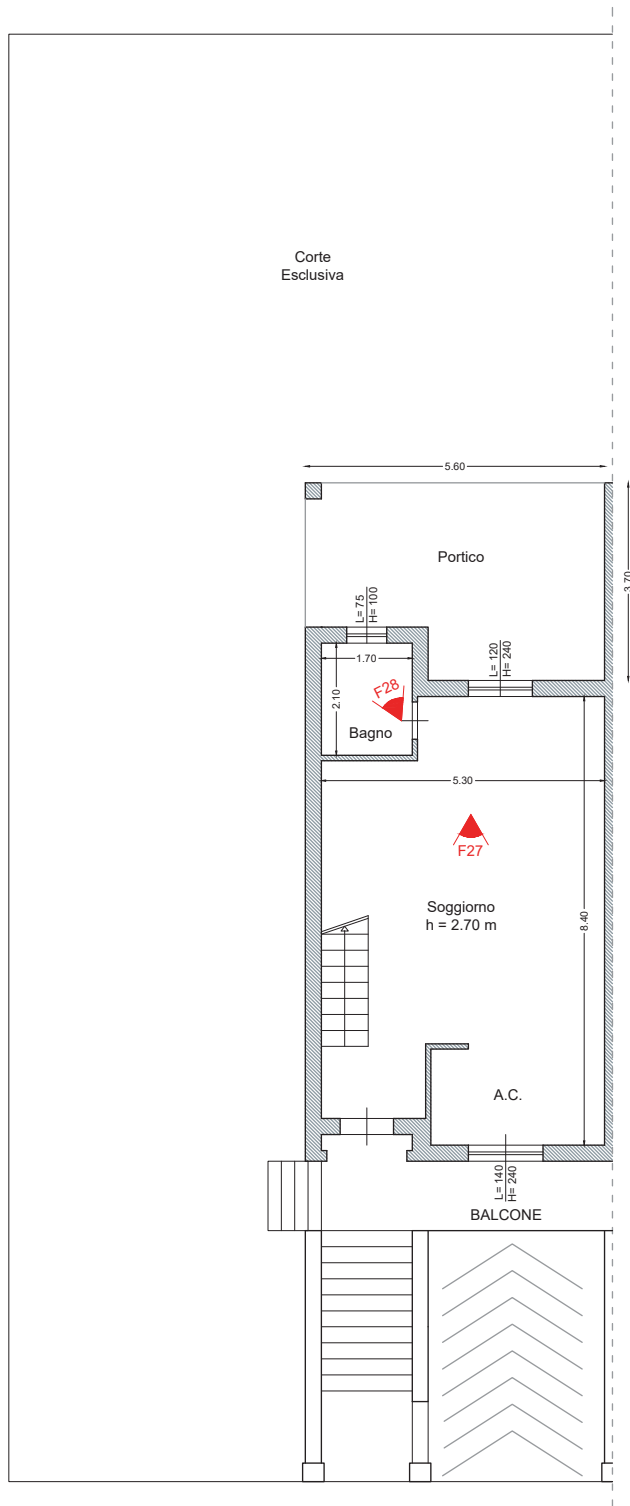 Corte
Esclusiva
5.60
Portico
3.70
L= 75
H= 100
1.70
L= 120
H= 240
2.10
F28
Bagno
5.30
F27
Soggiorno
h = 2.70 m
8.40
A.C.
L= 140
H= 240
BALCONE